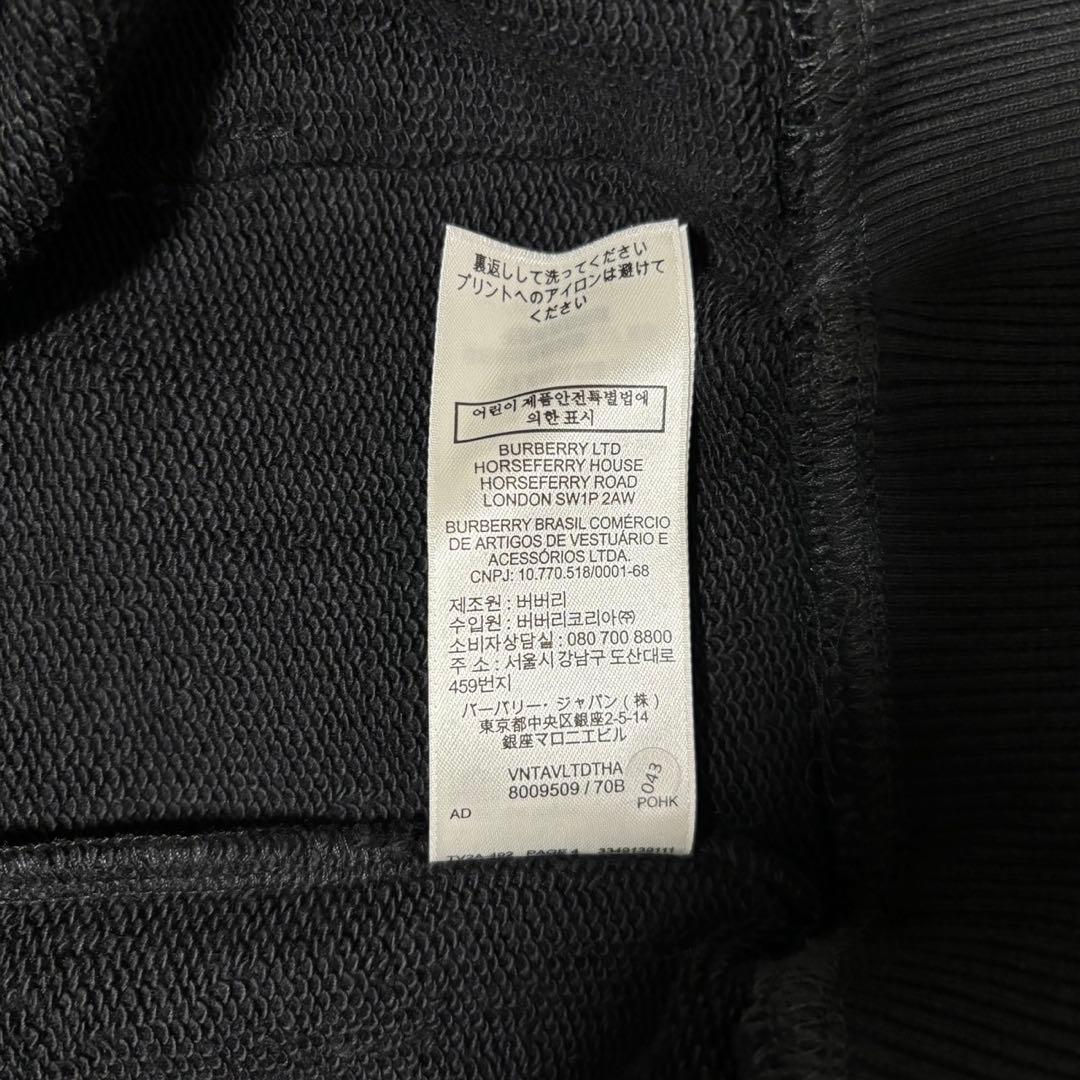 裏返しして洗ってください
プリントへのアイロンは避けて
ください
어린이제품안전특별법에
의한 표시
BURBERRY LTD
HORSEFERRY HOUSE
HORSEFERRY ROAD
LONDON SW1P 2AW
BURBERRY BRASIL COMÉRCIO
DE ARTIGOS DE VESTUÁRIO E
ACESSÓRIOS LTDA.
CNPJ: 10.770.518/0001-68
제조원 : 버버리
수입원 : 버버리코리아㈜
소비자상담실 : 080 700 8800
주 소 : 서울시 강남구 도산대로
459번지
バーバリー・ジャパン(株)
東京都中央区銀座2-5-14
銀座マロニエビル
VNTAVLTDTHA
8009509 / 70B
043
POHK
AD
PAGE 4 3349139111